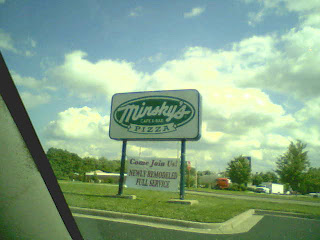 Minsky's
CAFE & BAR
PIZZA
Come Join Us!
NEWLY REMODELED
FULL SERVICE